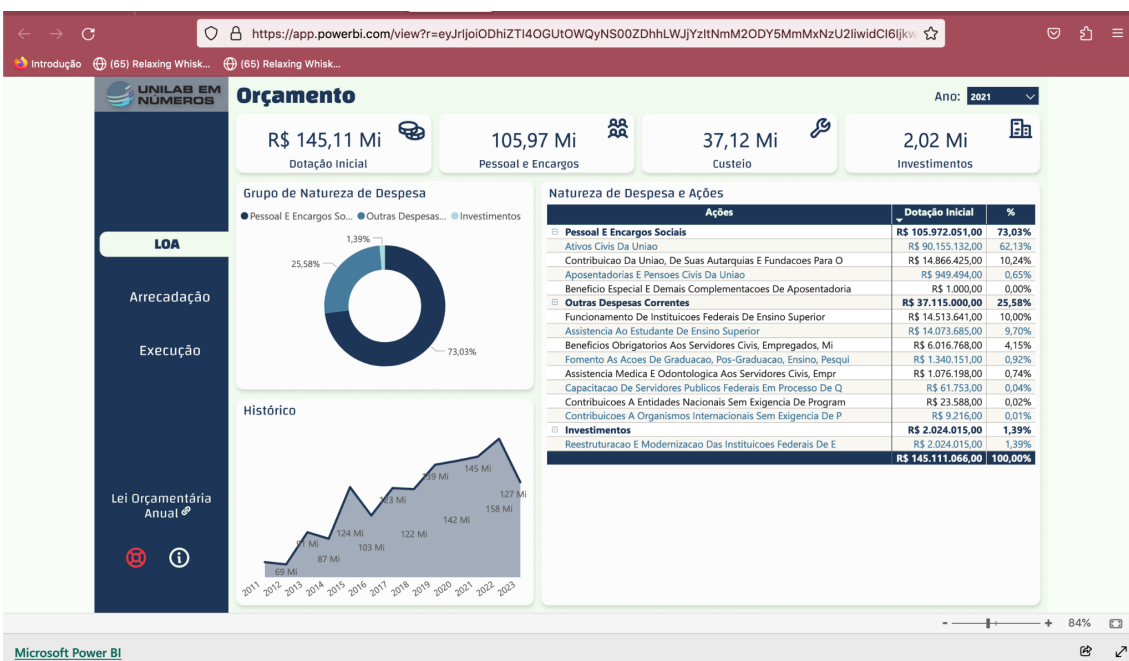 https://app.powerbi.com/view?r=eyJrIjoiODhiZTI4OGUtOWQyNS00ZDhhLWJjYzItNmM2ODY5MmMxNzU2IiwidCI6Ijkw
Introdução (65) Relaxing Whisk... (65) Relaxing Whisk...
UNILAB EM NÚMEROS
Orçamento
Ano: 2021
R$ 145,11 Mi
Dotação Inicial
105,97 Mi
Pessoal e Encargos
37,12 Mi
Custeio
2,02 Mi
Investimentos
LOA
Arrecadação
Execução
Lei Orçamentária
Anual
Grupo de Natureza de Despesa
Pessoal E Encargos So... Outras Despesas... Investimentos
1,39%
25,58%
73,03%
Histórico
69 Mi
91 Mi
87 Mi
124 Mi
103 Mi
123 Mi
122 Mi
139 Mi
142 Mi
145 Mi
158 Mi
127 Mi
2011 2012 2013 2014 2015 2016 2017 2018 2019 2020 2021 2022 2023
Natureza de Despesa e Ações
Ações Dotação Inicial %
Pessoal E Encargos Sociais R$ 105.972.051,00 73,03%
Ativos Civis Da Uniao R$ 90.155.132,00 62,13%
Contribuicao Da Uniao, De Suas Autarquias E Fundacoes Para O R$ 14.866.425,00 10,24%
Aposentadorias E Pensoes Civis Da Uniao R$ 949.494,00 0,65%
Beneficio Especial E Demais Complementacoes De Aposentadoria R$ 1.000,00 0,00%
Outras Despesas Correntes R$ 37.115.000,00 25,58%
Funcionamento De Instituicoes Federais De Ensino Superior R$ 14.513.641,00 10,00%
Assistencia Ao Estudante De Ensino Superior R$ 14.073.685,00 9,70%
Beneficios Obrigatorios Aos Servidores Civis, Empregados, Mi R$ 6.016.768,00 4,15%
Fomento As Acoes De Graduacao, Pos-Graduacao, Ensino, Pesqui R$ 1.340.151,00 0,92%
Assistencia Medica E Odontologica Aos Servidores Civis, Empr R$ 1.076.198,00 0,74%
Capacitacao De Servidores Publicos Federais Em Processo De Q R$ 61.753,00 0,04%
Contribuicoes A Entidades Nacionais Sem Exigencia De Program R$ 23.588,00 0,02%
Contribuicoes A Organismos Internacionais Sem Exigencia De P R$ 9.216,00 0,01%
Investimentos R$ 2.024.015,00 1,39%
Reestruturacao E Modernizacao Das Instituicoes Federais De E R$ 2.024.015,00 1,39%
R$ 145.111.066,00 100,00%
- + 84%
Microsoft Power BI